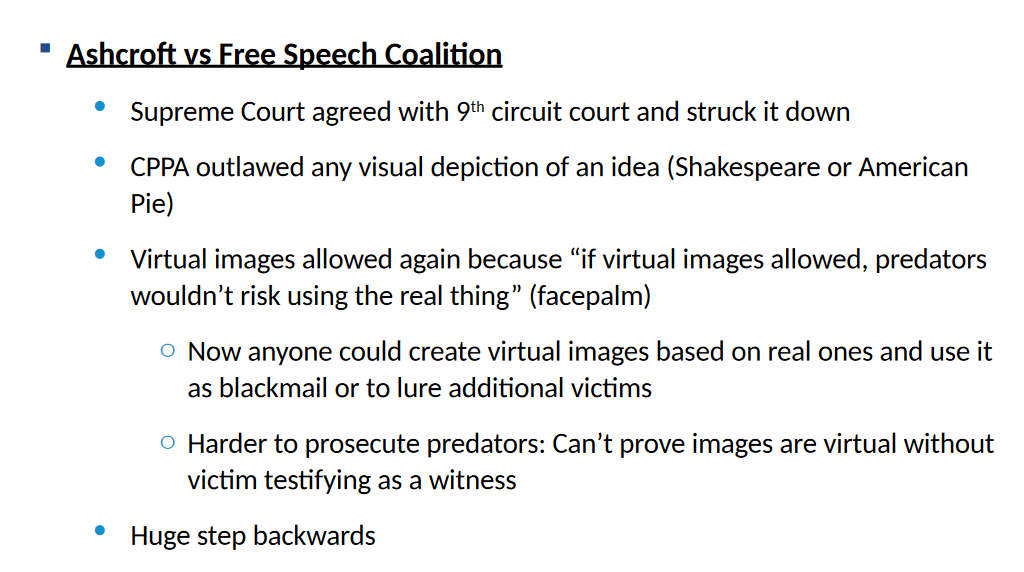 Ashcroft vs Free Speech Coalition
Supreme Court agreed with 9th circuit court and struck it down
CPPA outlawed any visual depiction of an idea (Shakespeare or American
Pie)
Virtual images allowed again because “if virtual images allowed, predators
wouldn’t risk using the real thing” (facepalm)
Now anyone could create virtual images based on real ones and use it
as blackmail or to lure additional victims
Harder to prosecute predators: Can’t prove images are virtual without
victim testifying as a witness
Huge step backwards